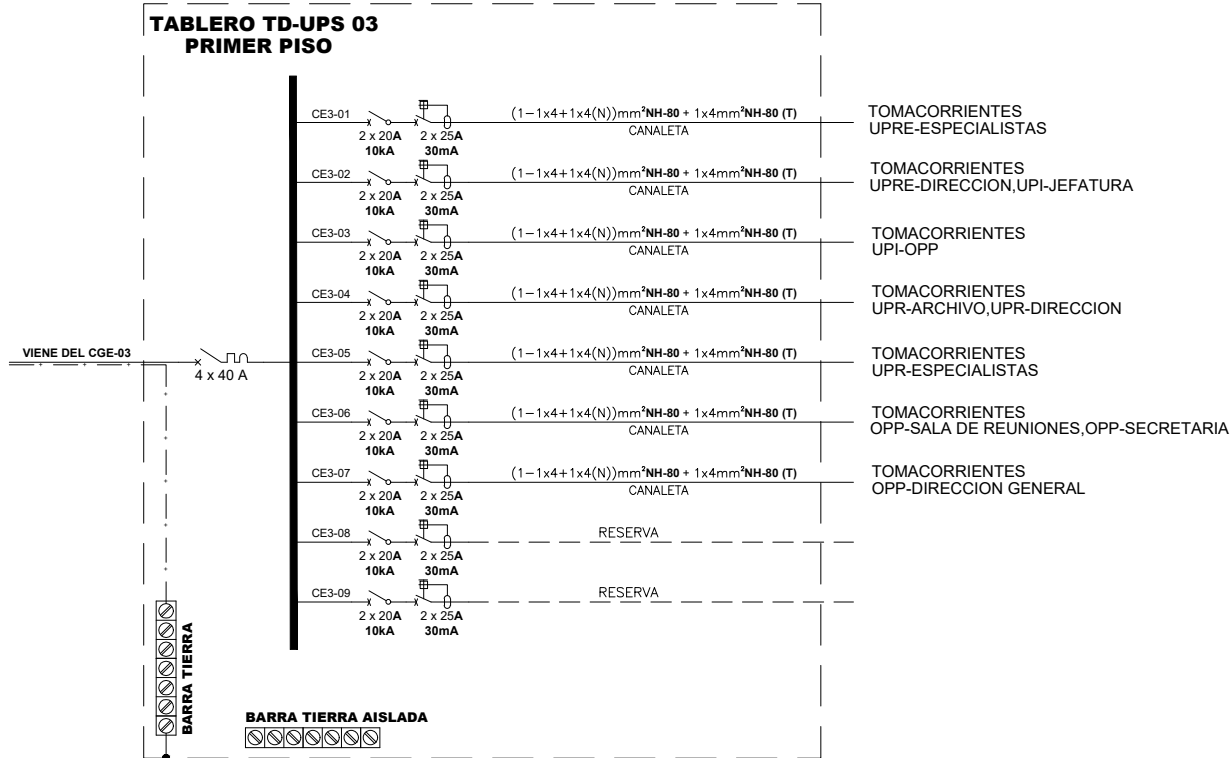 TABLERO TD-UPS 03
PRIMER PISO
CE3-01
2 x 20A
10kA
2 x 25A
30mA
(1-1x4+1x4(N))mm²NH-80 + 1x4mm²NH-80 (T)
CANALETA
TOMACORRIENTES
UPRE-ESPECIALISTAS
CE3-02
2 x 20A
10kA
2 x 25A
30mA
(1-1x4+1x4(N))mm²NH-80 + 1x4mm²NH-80 (T)
CANALETA
TOMACORRIENTES
UPRE-DIRECCION,UPI-JEFATURA
CE3-03
2 x 20A
10kA
2 x 25A
30mA
(1-1x4+1x4(N))mm²NH-80 + 1x4mm²NH-80 (T)
CANALETA
TOMACORRIENTES
UPI-OPP
CE3-04
2 x 20A
10kA
2 x 25A
30mA
(1-1x4+1x4(N))mm²NH-80 + 1x4mm²NH-80 (T)
CANALETA
TOMACORRIENTES
UPR-ARCHIVO,UPR-DIRECCION
VIENE DEL CGE-03
4 x 40 A
CE3-05
2 x 20A
10kA
2 x 25A
30mA
(1-1x4+1x4(N))mm²NH-80 + 1x4mm²NH-80 (T)
CANALETA
TOMACORRIENTES
UPR-ESPECIALISTAS
CE3-06
2 x 20A
10kA
2 x 25A
30mA
(1-1x4+1x4(N))mm²NH-80 + 1x4mm²NH-80 (T)
CANALETA
TOMACORRIENTES
OPP-SALA DE REUNIONES,OPP-SECRETARIA
CE3-07
2 x 20A
10kA
2 x 25A
30mA
(1-1x4+1x4(N))mm²NH-80 + 1x4mm²NH-80 (T)
CANALETA
TOMACORRIENTES
OPP-DIRECCION GENERAL
CE3-08
2 x 20A
10kA
2 x 25A
30mA
RESERVA
CE3-09
2 x 20A
10kA
2 x 25A
30mA
RESERVA
BARRA TIERRA
BARRA TIERRA AISLADA